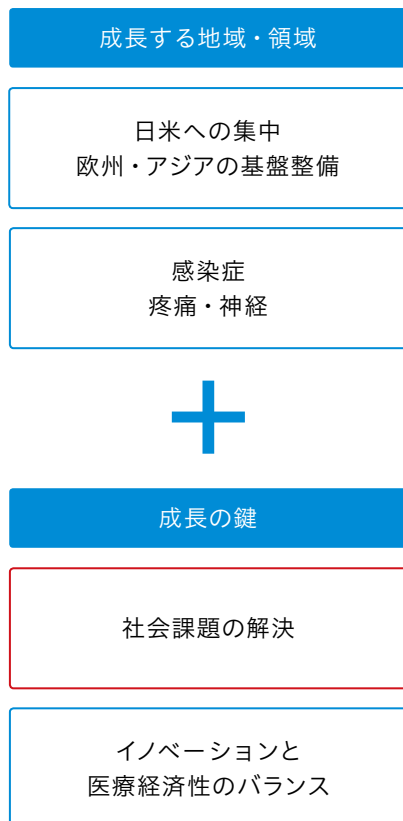 成長する地域・領域
日米への集中
欧州・アジアの基盤整備
感染症
疼痛・神経
+
成長の鍵
社会課題の解決
イノベーションと
医療経済性のバランス